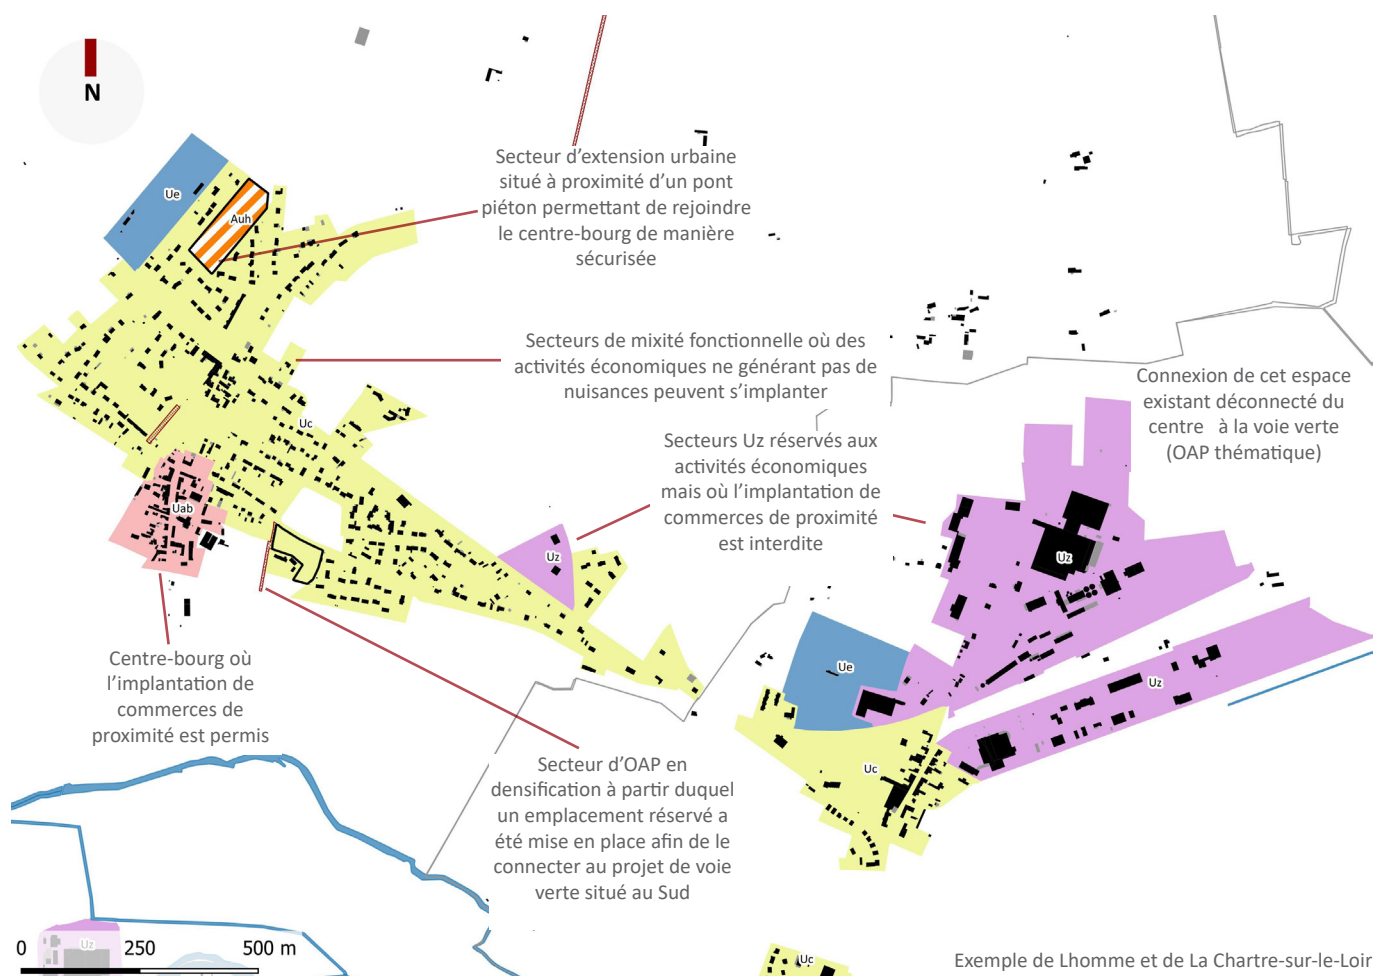 N
Secteur d'extension urbaine
situé à proximité d'un pont
piéton permettant de rejoindre
le centre-bourg de manière
sécurisée
Ue
Auh
Secteurs de mixité fonctionnelle où des
activités économiques ne générant pas de
nuisances peuvent s'implanter
Connexion de cet espace
existant déconnecté du
centre à la voie verte
(OAP thématique)
Uc
Secteurs Uz réservés aux
activités économiques
mais où l'implantation de
commerces de proximité
est interdite
Uab
Uz
Uz
Centre-bourg où
l'implantation de
commerces de
proximité est permis
Ue
Uz
Secteur d'OAP en
densification à partir duquel
un emplacement réservé a
été mise en place afin de le
connecter au projet de voie
verte situé au Sud
Uc
Uz
0 250 500 m
Uc
Exemple de Lhomme et de La Chartre-sur-le-Loir